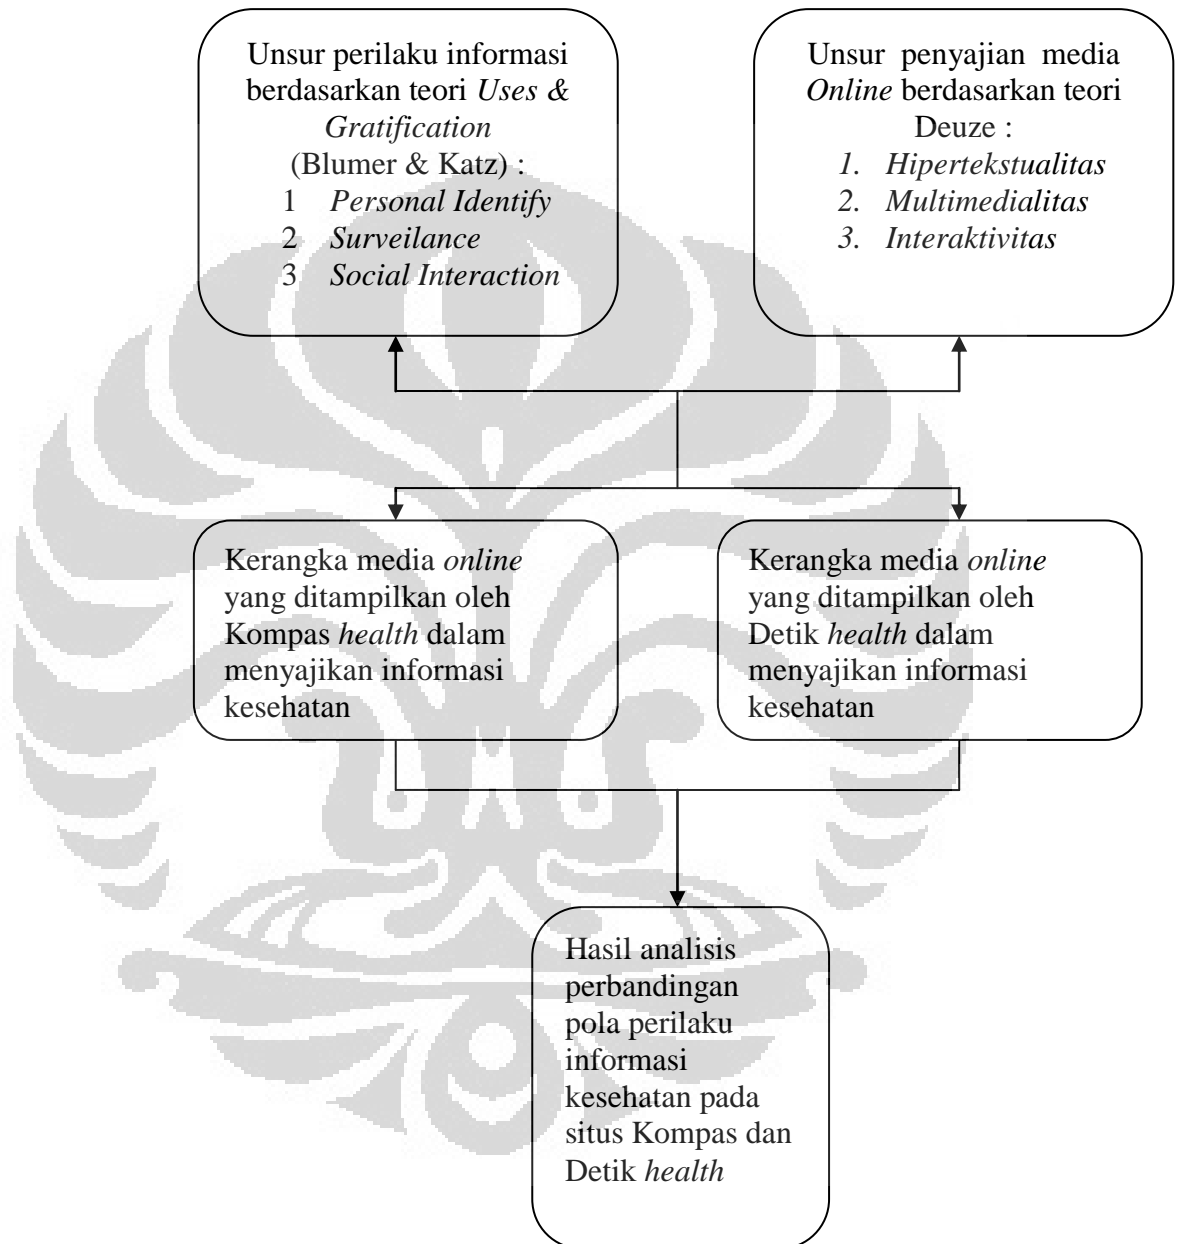 Unsur perilaku informasi
berdasarkan teori Uses &
Gratification
(Blumer & Katz) :
1 Personal Identify
2 Surveilance
3 Social Interaction
Unsur penyajian media
Online berdasarkan teori
Deuze :
1. Hipertekstualitas
2. Multimedialitas
3. Interaktivitas
Kerangka media online
yang ditampilkan oleh
Kompas health dalam
menyajikan informasi
kesehatan
Kerangka media online
yang ditampilkan oleh
Detik health dalam
menyajikan informasi
kesehatan
Hasil analisis
perbandingan
pola perilaku
informasi
kesehatan pada
situs Kompas dan
Detik health